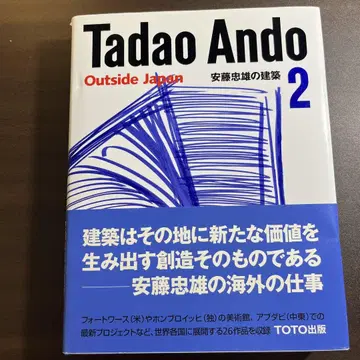 Tadao Ando
Outside Japan
安藤忠雄の建築
2
建築はその地に新たな価値を
生み出す創造そのものである
──安藤忠雄の海外の仕事
フォートワース(米)やホンブロイッヒ(独)の美術館、アブダビ(中東)での
最新プロジェクトなど、世界各国に展開する26作品を収録 TOTO出版